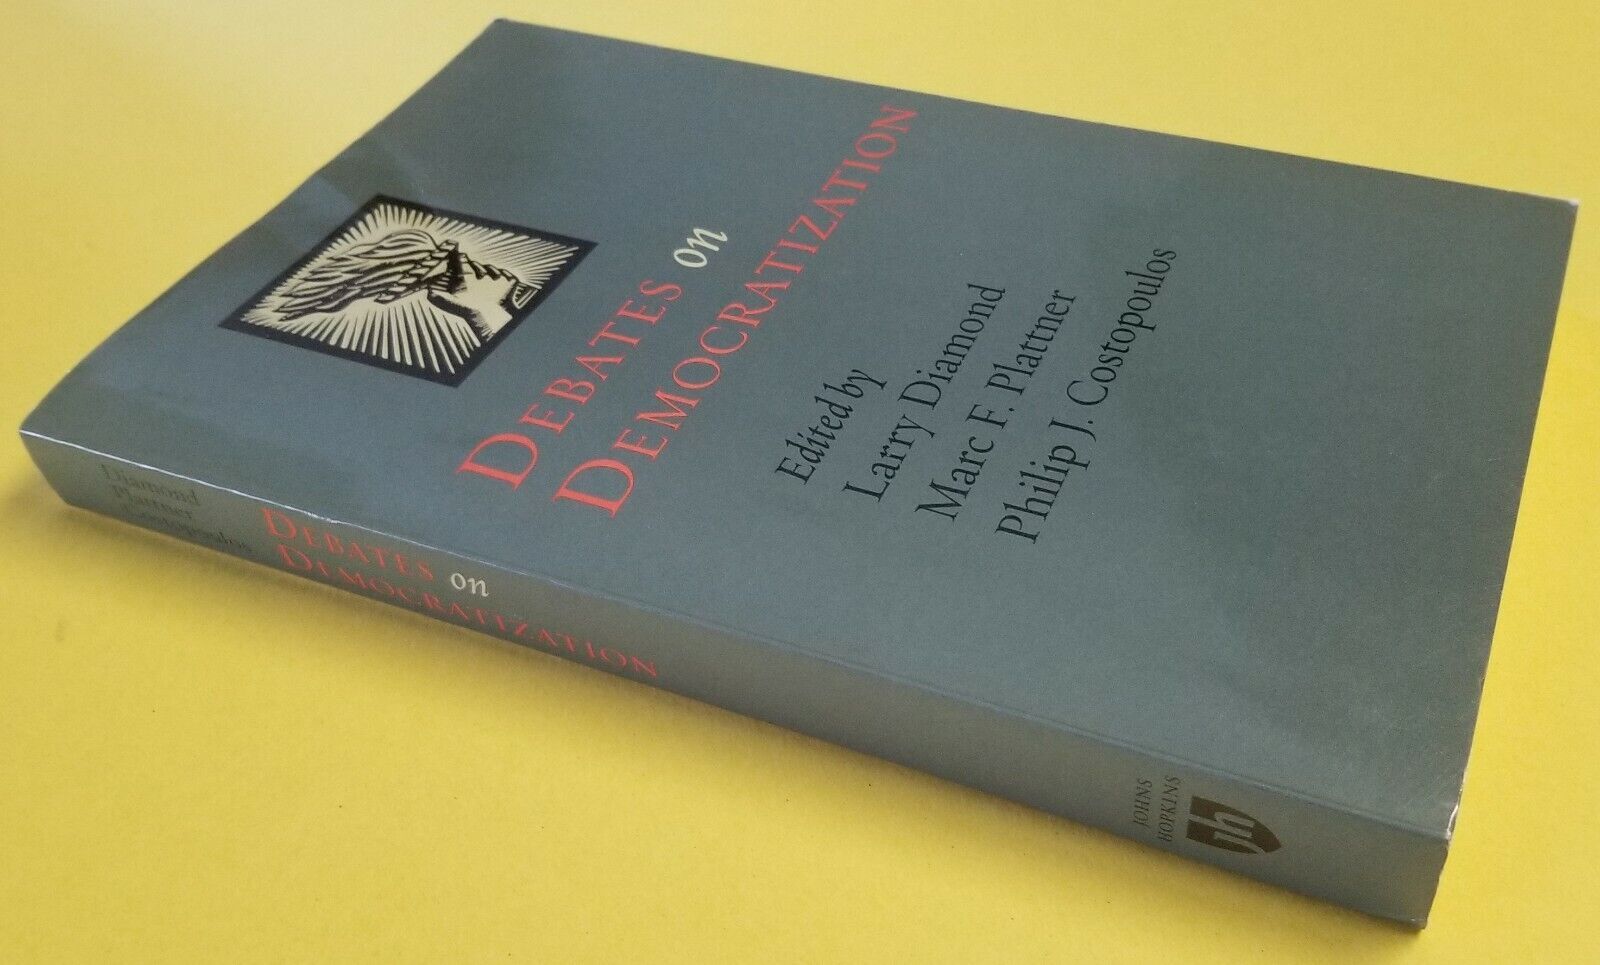 DEBATES on
DEMOCRATIZATION
Edited by
Larry Diamond
Marc F. Plattner
Philip J. Costopoulos
Diamond
Plattner
Costopoulos
DEBATES on
DEMOCRATIZATION
JOHNS
HOPKINS
jh